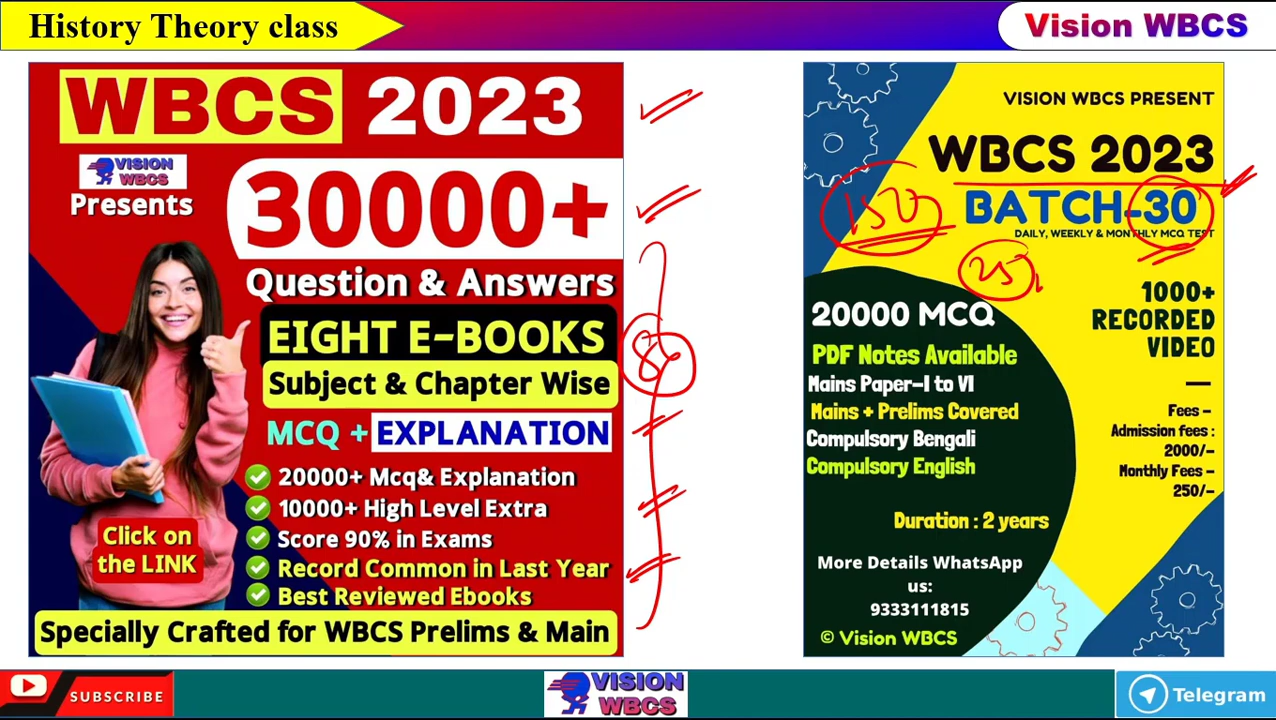 History Theory class
Vision WBCS
WBCS 2023
VISION
WBCS
Presents
30000+
Question & Answers
EIGHT E-BOOKS
Subject & Chapter Wise
MCQ + EXPLANATION
20000+ Mcq& Explanation
10000+ High Level Extra
Score 90% in Exams
Record Common in Last Year
Best Reviewed Ebooks
Click on
the LINK
Specially Crafted for WBCS Prelims & Main
VISION WBCS PRESENT
WBCS 2023
BATCH-30
DAILY, WEEKLY & MONTHLY MCQ TEST
20000 MCQ
PDF Notes Available
Mains Paper-I to VI
Mains + Prelims Covered
Compulsory Bengali
Compulsory English
Duration : 2 years
1000+
RECORDED
VIDEO
Fees -
Admission fees :
2000/-
Monthly Fees -
250/-
More Details WhatsApp
us:
9333111815
© Vision WBCS
SUBSCRIBE
VISION
WBCS
Telegram